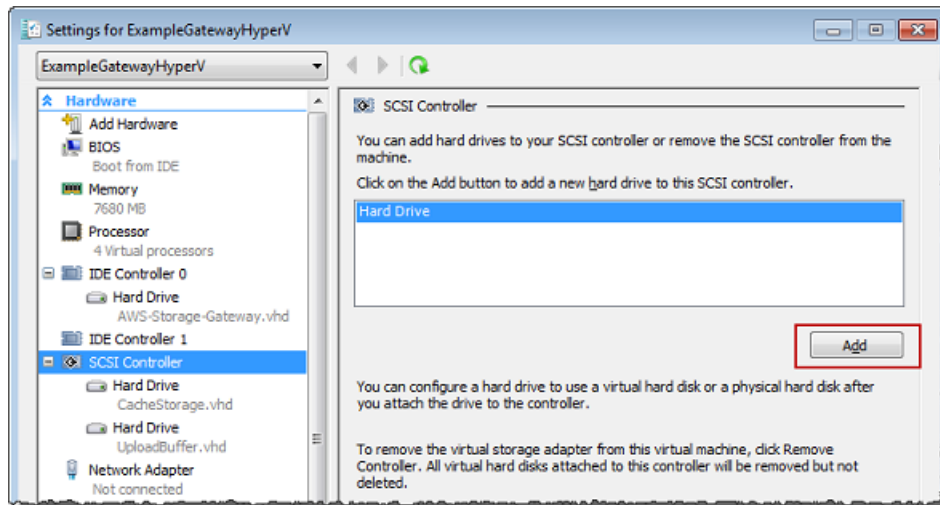 Settings for ExampleGatewayHyperV
ExampleGatewayHyperV
Hardware
Add Hardware
BIOS
Boot from IDE
Memory
7680 MB
Processor
4 Virtual processors
IDE Controller 0
Hard Drive
AWS-Storage-Gateway.vhd
IDE Controller 1
SCSI Controller
Hard Drive
CacheStorage.vhd
Hard Drive
UploadBuffer.vhd
Network Adapter
Not connected
SCSI Controller
You can add hard drives to your SCSI controller or remove the SCSI controller from the
machine.
Click on the Add button to add a new hard drive to this SCSI controller.
Hard Drive
Add
You can configure a hard drive to use a virtual hard disk or a physical hard disk after
you attach the drive to the controller.
To remove the virtual storage adapter from this virtual machine, click Remove
Controller. All virtual hard disks attached to this controller will be removed but not
deleted.